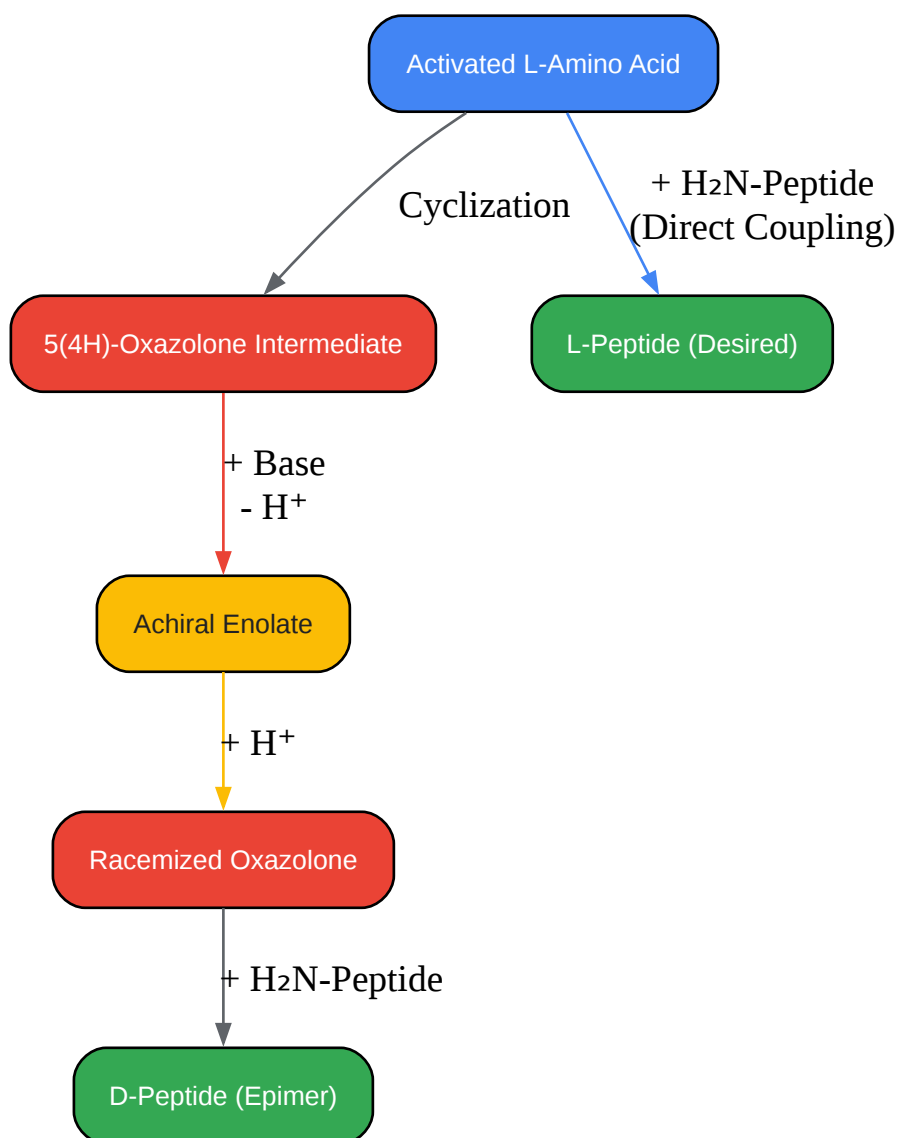 Activated L-Amino Acid
Cyclization
+ H₂N-Peptide
(Direct Coupling)
5(4H)-Oxazolone Intermediate
L-Peptide (Desired)
+ Base
- H⁺
Achiral Enolate
+ H⁺
Racemized Oxazolone
+ H₂N-Peptide
D-Peptide (Epimer)